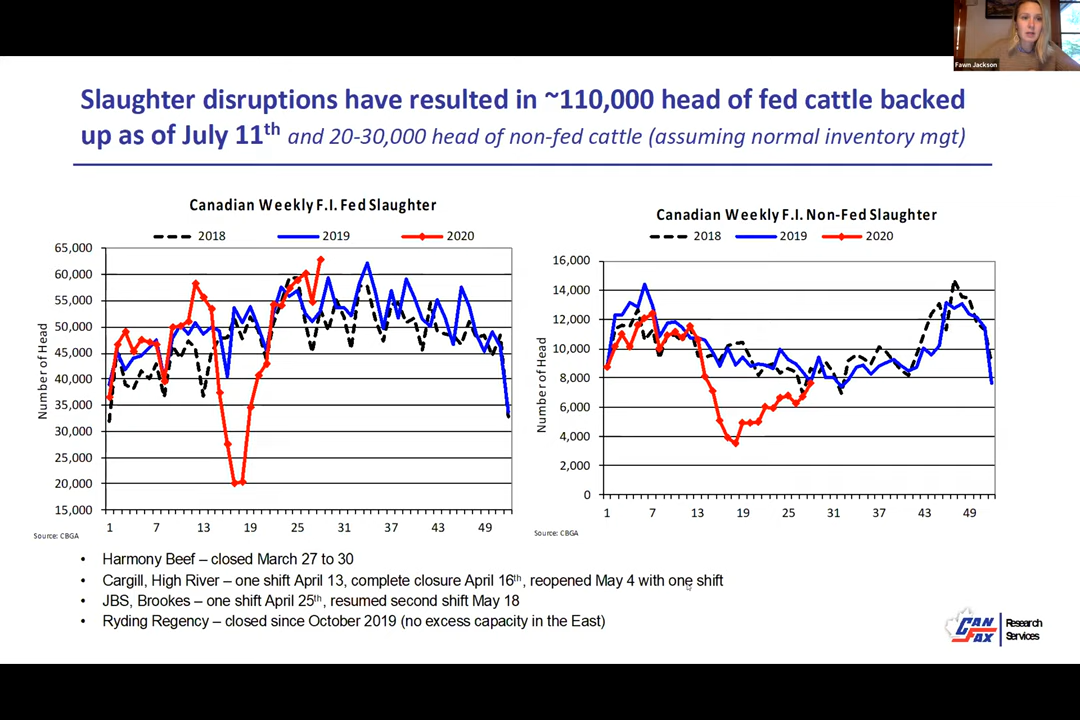 Fawn Jackson
Slaughter disruptions have resulted in ~110,000 head of fed cattle backed
up as of July 11th and 20-30,000 head of non-fed cattle (assuming normal inventory mgt)
Canadian Weekly F.I. Fed Slaughter
2018 2019 2020
65,000
60,000
55,000
50,000
45,000
40,000
35,000
30,000
25,000
20,000
15,000
Number of Head
1 7 13 19 25 31 37 43 49
Source: CBGA
Canadian Weekly F.I. Non-Fed Slaughter
2018 2019 2020
16,000
14,000
12,000
10,000
8,000
6,000
4,000
2,000
0
Number of Head
1 7 13 19 25 31 37 43 49
Source: CBGA
• Harmony Beef – closed March 27 to 30
• Cargill, High River – one shift April 13, complete closure April 16th, reopened May 4 with one shift
• JBS, Brookes – one shift April 25th, resumed second shift May 18
• Ryding Regency – closed since October 2019 (no excess capacity in the East)
CAN
FAX
Research
Services